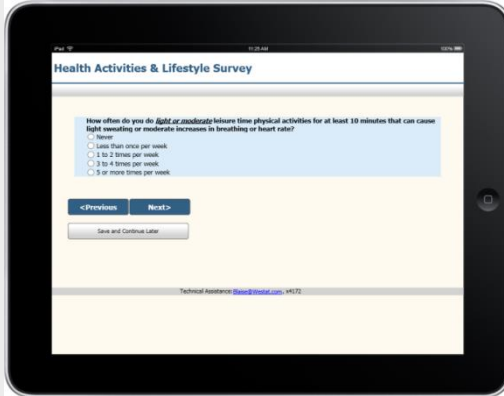 iPad
11:25 AM
100%
Health Activities & Lifestyle Survey
How often do you do light or moderate leisure time physical activities for at least 10 minutes that can cause
light sweating or moderate increases in breathing or heart rate?
Never
Less than once per week
1 to 2 times per week
3 to 4 times per week
5 or more times per week
<Previous
Next>
Save and Continue Later
Technical Assistance: Blaise@Westat.com, x4172